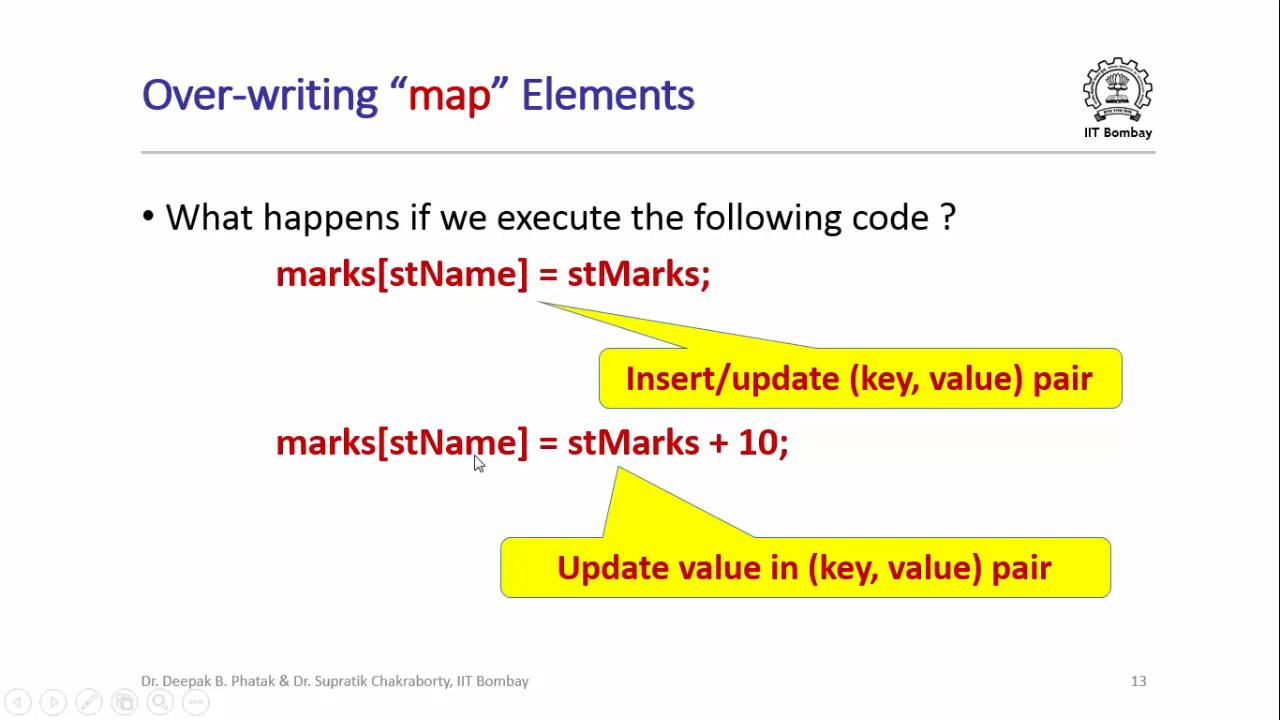 Over-writing “map” Elements
IIT Bombay
• What happens if we execute the following code ?
marks[stName] = stMarks;
Insert/update (key, value) pair
marks[stName] = stMarks + 10;
Update value in (key, value) pair
Dr. Deepak B. Phatak & Dr. Supratik Chakraborty, IIT Bombay
13